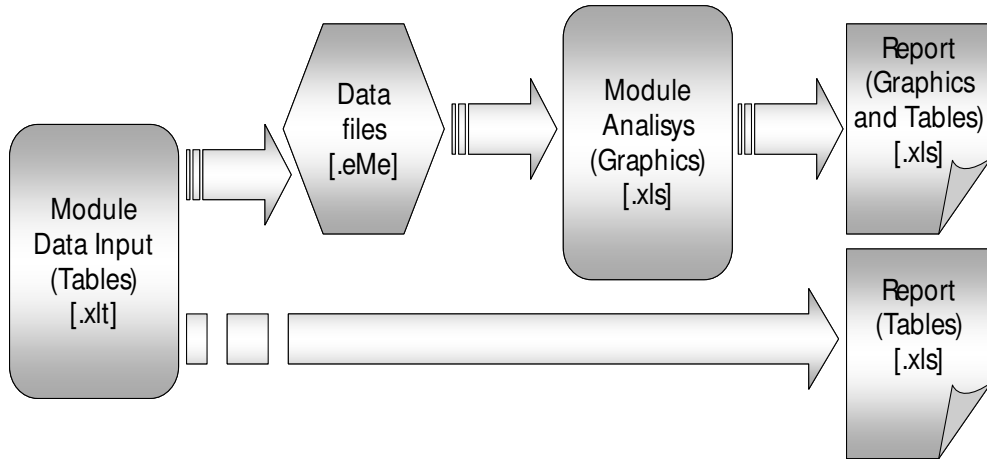 Module
Data Input
(Tables)
[.xlt]
Data
files
[.eMe]
Module
Analisys
(Graphics)
[.xls]
Report
(Graphics
and Tables)
[.xls]
Report
(Tables)
[.xls]